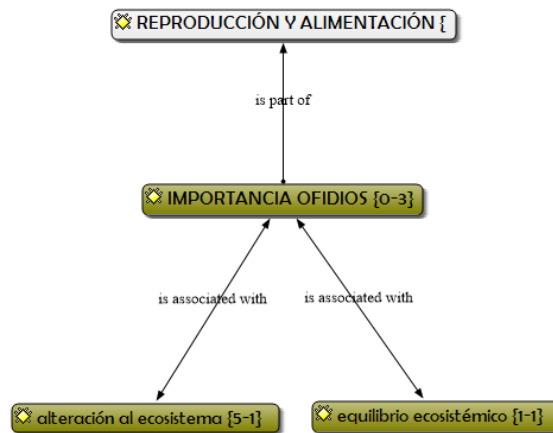 REPRODUCCIÓN Y ALIMENTACIÓN {
is part of
IMPORTANCIA OFIDIOS {0-3}
is associated with
is associated with
alteración al ecosistema {5-1}
equilibrio ecosistémico {1-1}